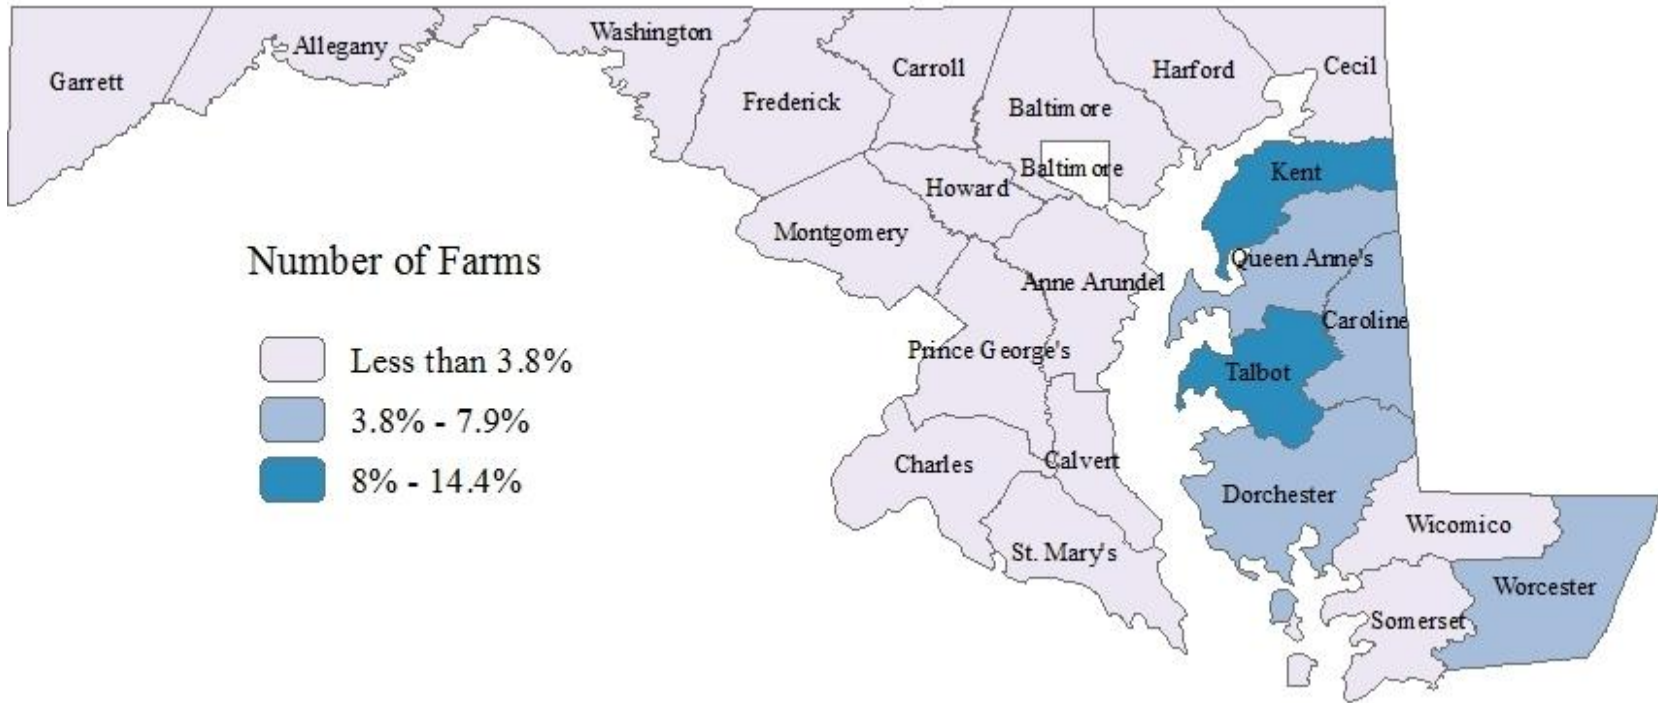 Garrett
Allegany
Washington
Frederick
Carroll
Baltimore
Harford
Cecil
Baltimore
Howard
Montgomery
Kent
Queen Anne's
Anne Arundel
Caroline
Prince George's
Talbot
Charles
Calvert
Dorchester
St. Mary's
Wicomico
Worcester
Somerset
Number of Farms
Less than 3.8%
3.8% - 7.9%
8% - 14.4%